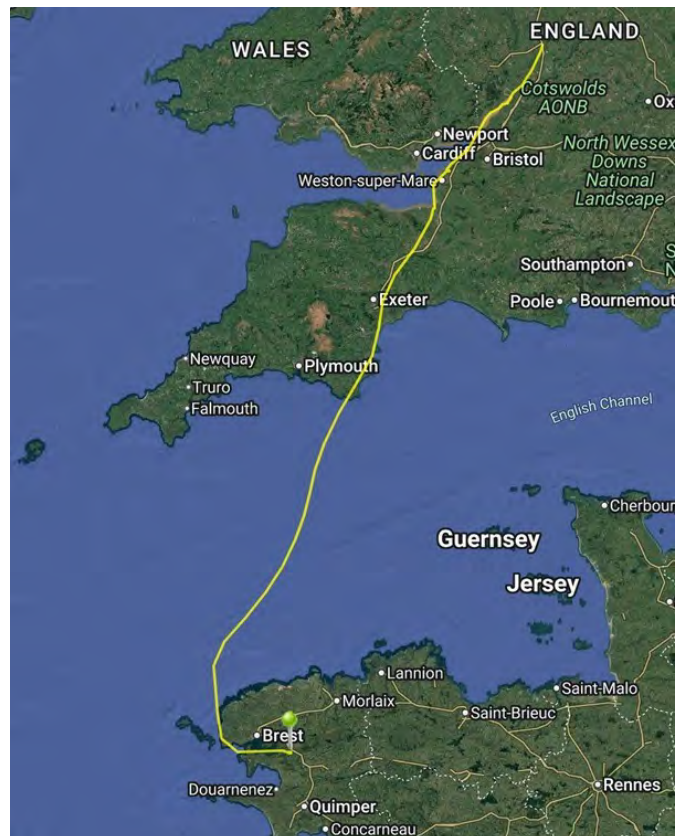 ENGLAND
WALES
Cotswolds
AONB
Ox
Newport
Cardiff
Bristol
North Wessex
Downs
National
Landscape
Weston-super-Mare
Southampton
S
N
Exeter
Poole
Bournemout
Newquay
Plymouth
Truro
Falmouth
English Channel
Cherbour
Guernsey
Jersey
Lannion
Morlaix
Saint-Malo
Saint-Brieuc
Brest
Douarnenez
Rennes
Quimper
Concarneau